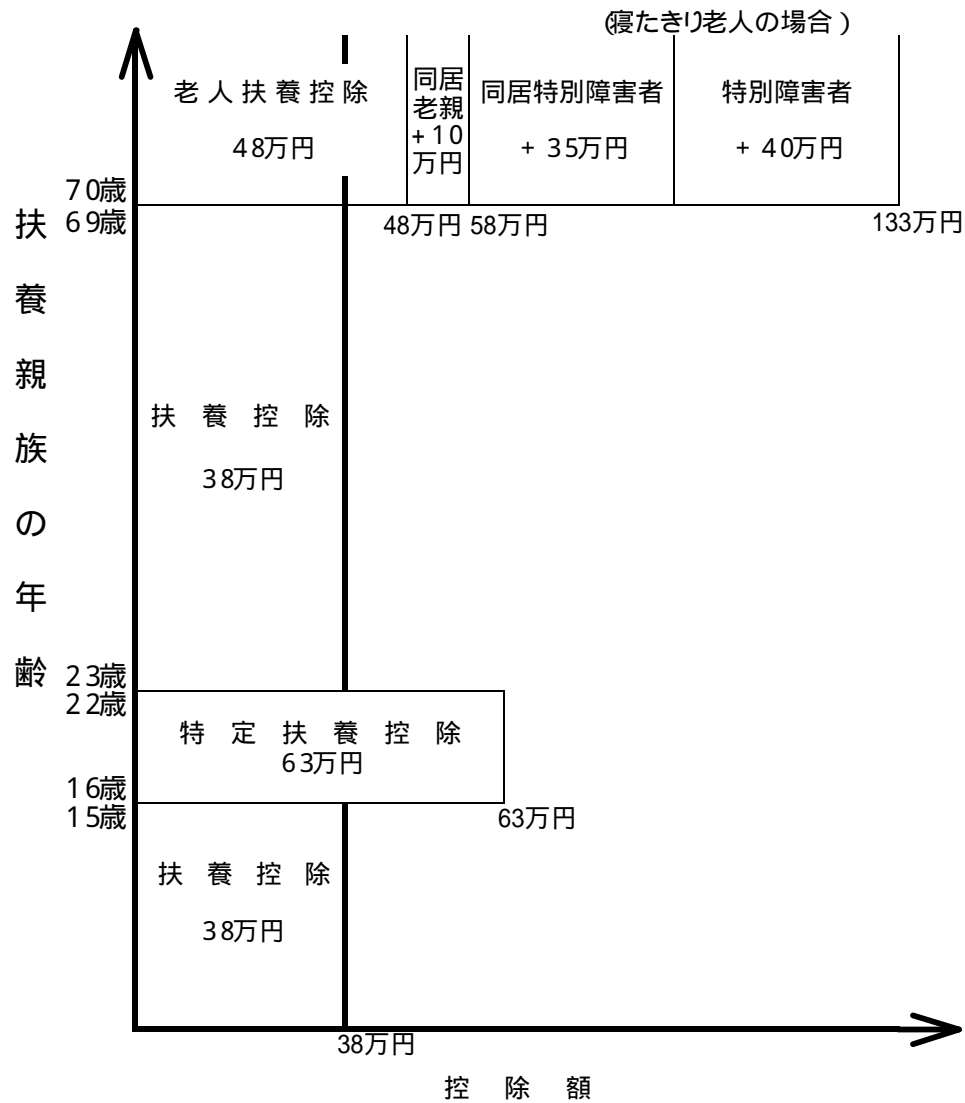 (寝たきり老人の場合)
老人扶養控除
48万円
同居
老親
+10
万円
同居特別障害者
+ 35万円
特別障害者
+ 40万円
70歳
69歳
48万円 58万円
133万円
扶養親族の年齢
扶養控除
38万円
23歳
22歳
特定扶養控除
63万円
16歳
15歳
63万円
扶養控除
38万円
38万円
控除額